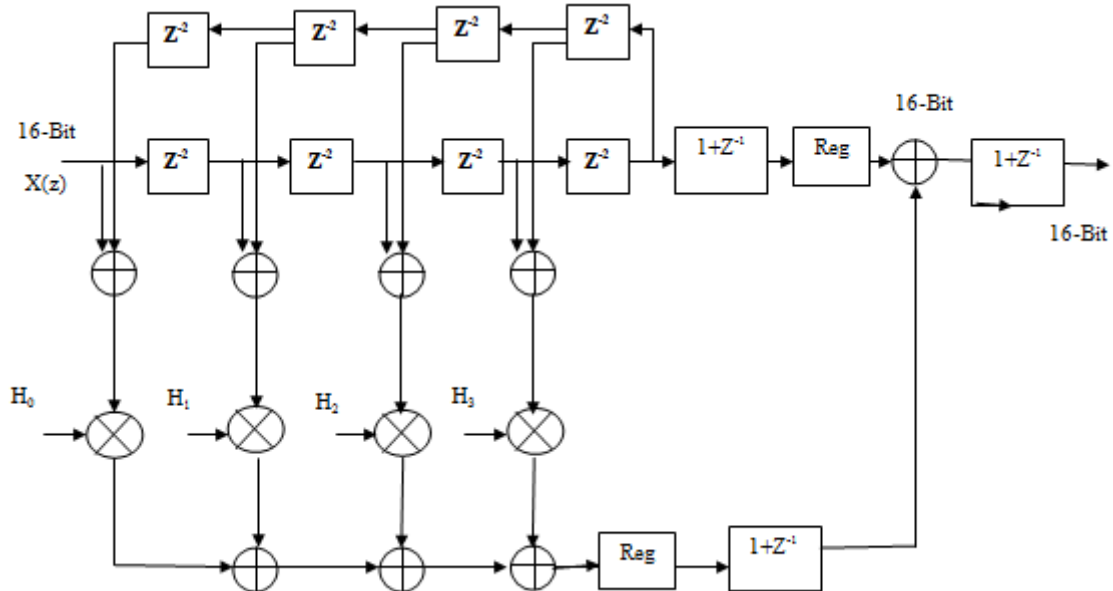 Z⁻² Z⁻² Z⁻² Z⁻²
16-Bit
16-Bit
Z⁻² Z⁻² Z⁻² Z⁻² 1+Z⁻¹ Reg 1+Z⁻¹
X(z)
16-Bit
H₀ H₁ H₂ H₃
Reg 1+Z⁻¹